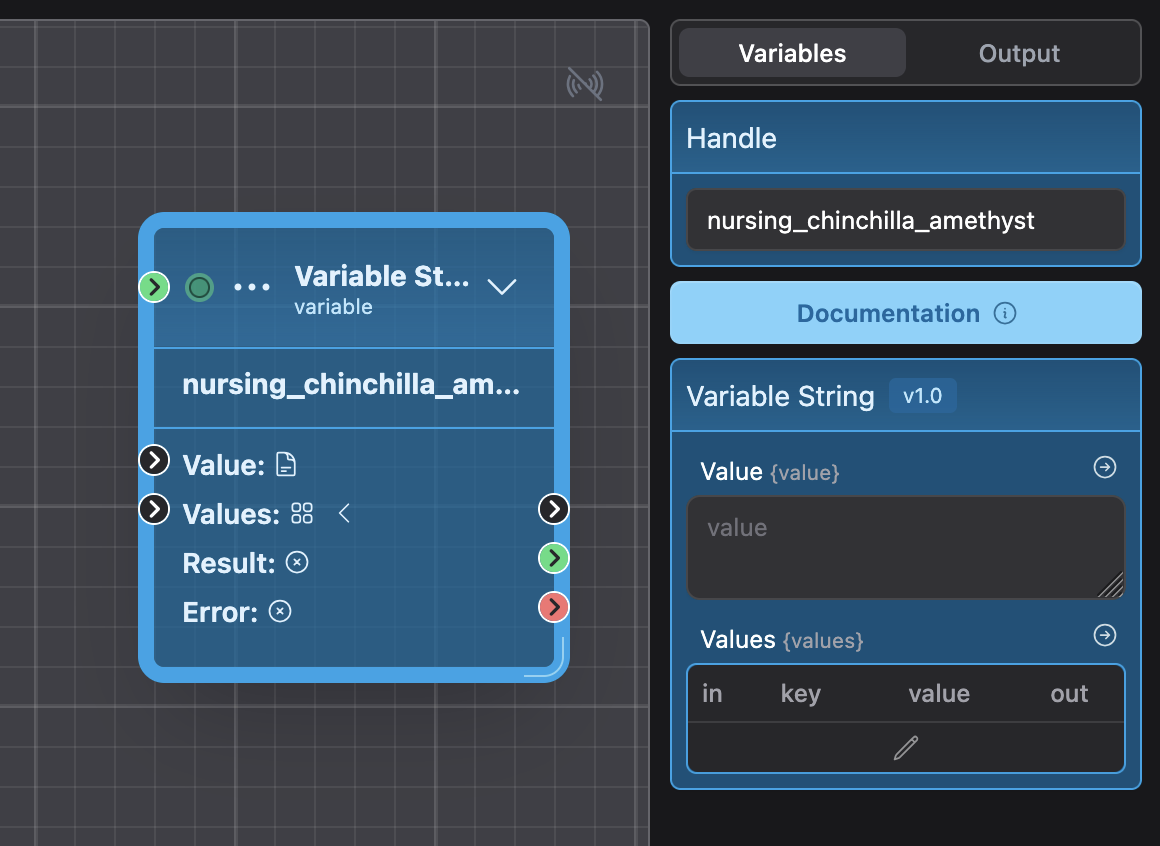 Variables
Output
Handle
nursing_chinchilla_amethyst
Documentation
Variable String v1.0
Value {value}
value
Values {values}
in key value out
Variable St...
variable
nursing_chinchilla_am...
Value:
Values:
Result:
Error: